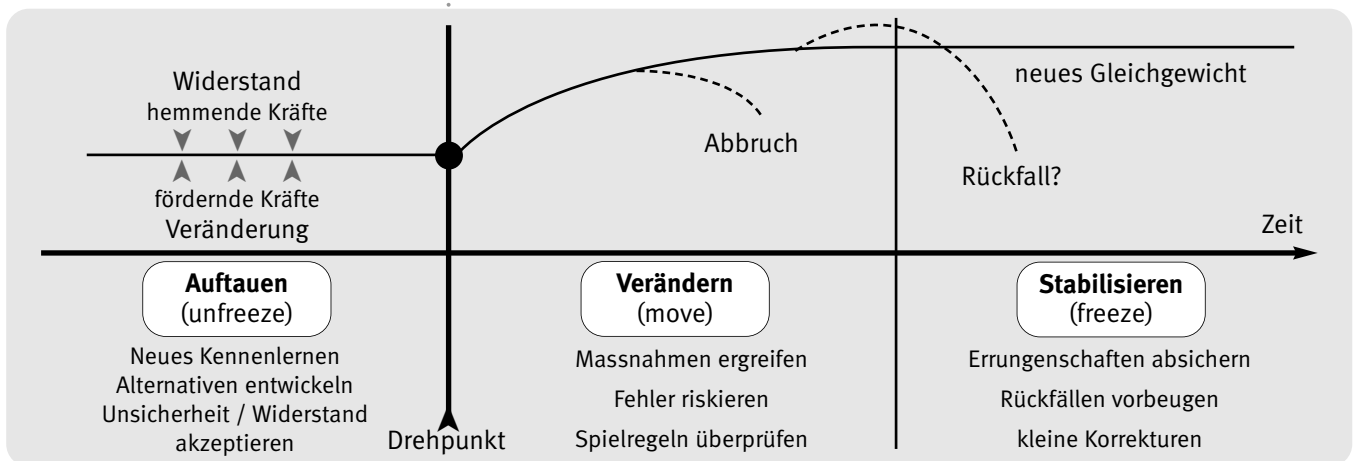 Widerstand
hemmende Kräfte
fördernde Kräfte
Veränderung
Abbruch
neues Gleichgewicht
Rückfall?
Zeit
Auftauen
(unfreeze)
Neues Kennenlernen
Alternativen entwickeln
Unsicherheit / Widerstand
akzeptieren
Drehpunkt
Verändern
(move)
Massnahmen ergreifen
Fehler riskieren
Spielregeln überprüfen
Stabilisieren
(freeze)
Errungenschaften absichern
Rückfällen vorbeugen
kleine Korrekturen